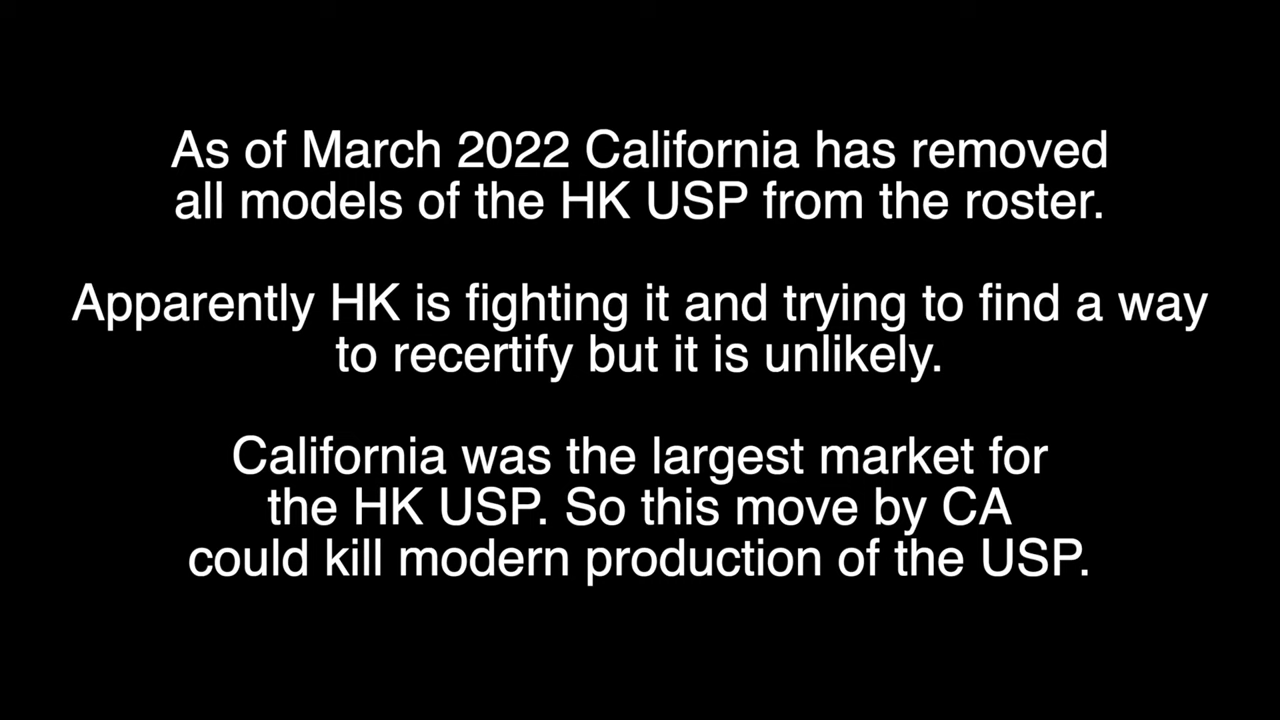 As of March 2022 California has removed
all models of the HK USP from the roster.
Apparently HK is fighting it and trying to find a way
to recertify but it is unlikely.
California was the largest market for
the HK USP. So this move by CA
could kill modern production of the USP.